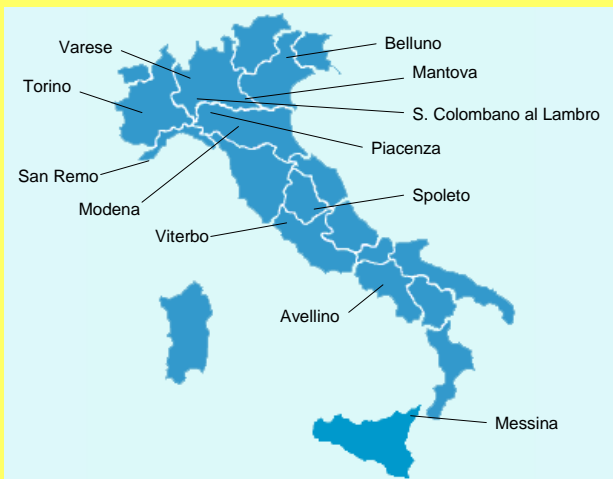 Belluno
Varese
Mantova
Torino
S. Colombano al Lambro
Piacenza
San Remo
Modena
Spoleto
Viterbo
Avellino
Messina